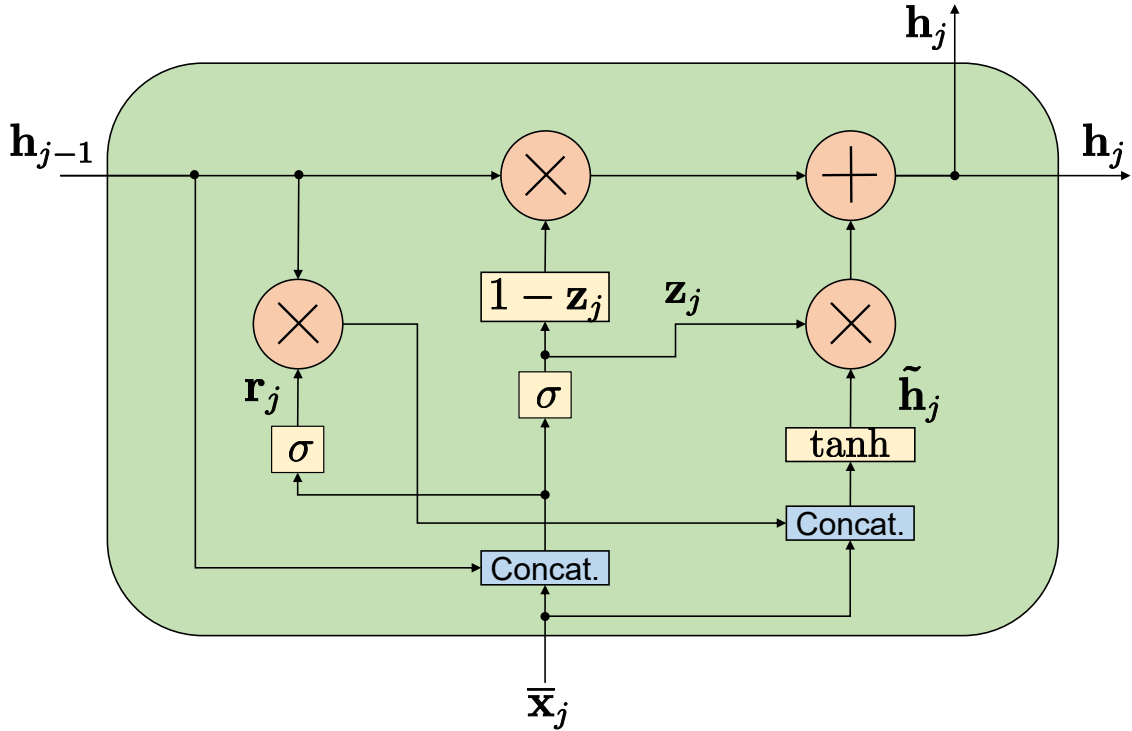 h_j
h_{j−1}
h_j
1 − z_j
z_j
r_j
σ
h̃_j
σ
tanh
Concat.
Concat.
x̅_j